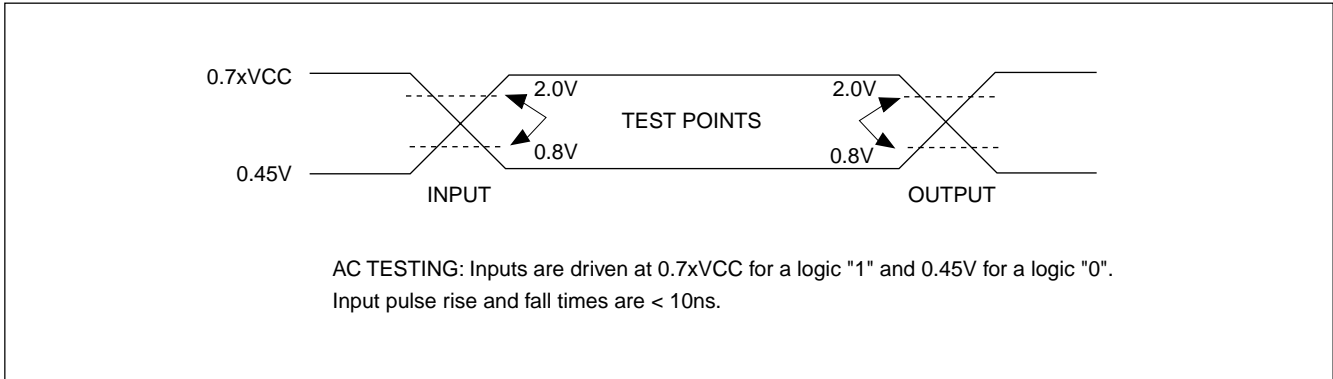 0.7xVCC
2.0V
2.0V
TEST POINTS
0.8V
0.8V
0.45V
INPUT
OUTPUT
AC TESTING: Inputs are driven at 0.7xVCC for a logic "1" and 0.45V for a logic "0".
Input pulse rise and fall times are < 10ns.